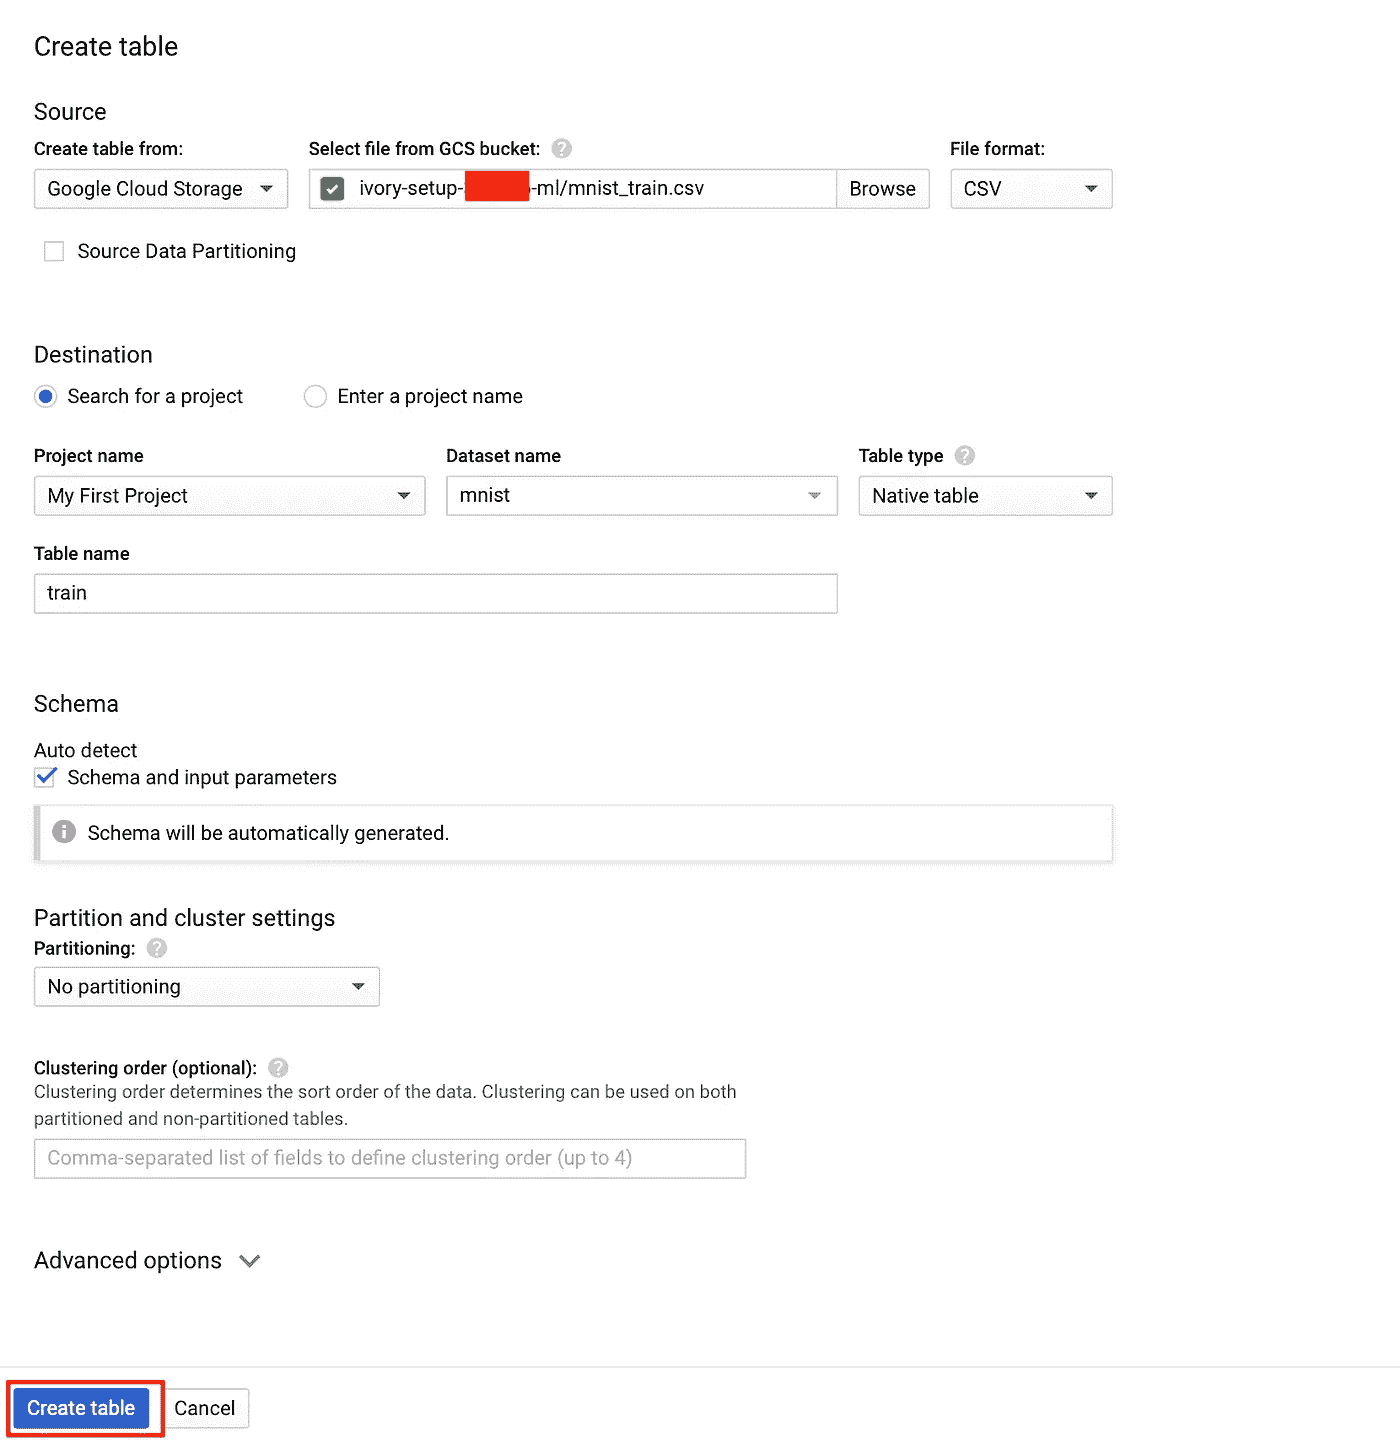 Create table
Source
Create table from:
Select file from GCS bucket: ?
File format:
Google Cloud Storage
ivory-setup- -ml/mnist_train.csv
Browse
CSV
Source Data Partitioning
Destination
Search for a project
Enter a project name
Project name
Dataset name
Table type ?
My First Project
mnist
Native table
Table name
train
Schema
Auto detect
Schema and input parameters
Schema will be automatically generated.
Partition and cluster settings
Partitioning: ?
No partitioning
Clustering order (optional): ?
Clustering order determines the sort order of the data. Clustering can be used on both
partitioned and non-partitioned tables.
Comma-separated list of fields to define clustering order (up to 4)
Advanced options
Create table
Cancel